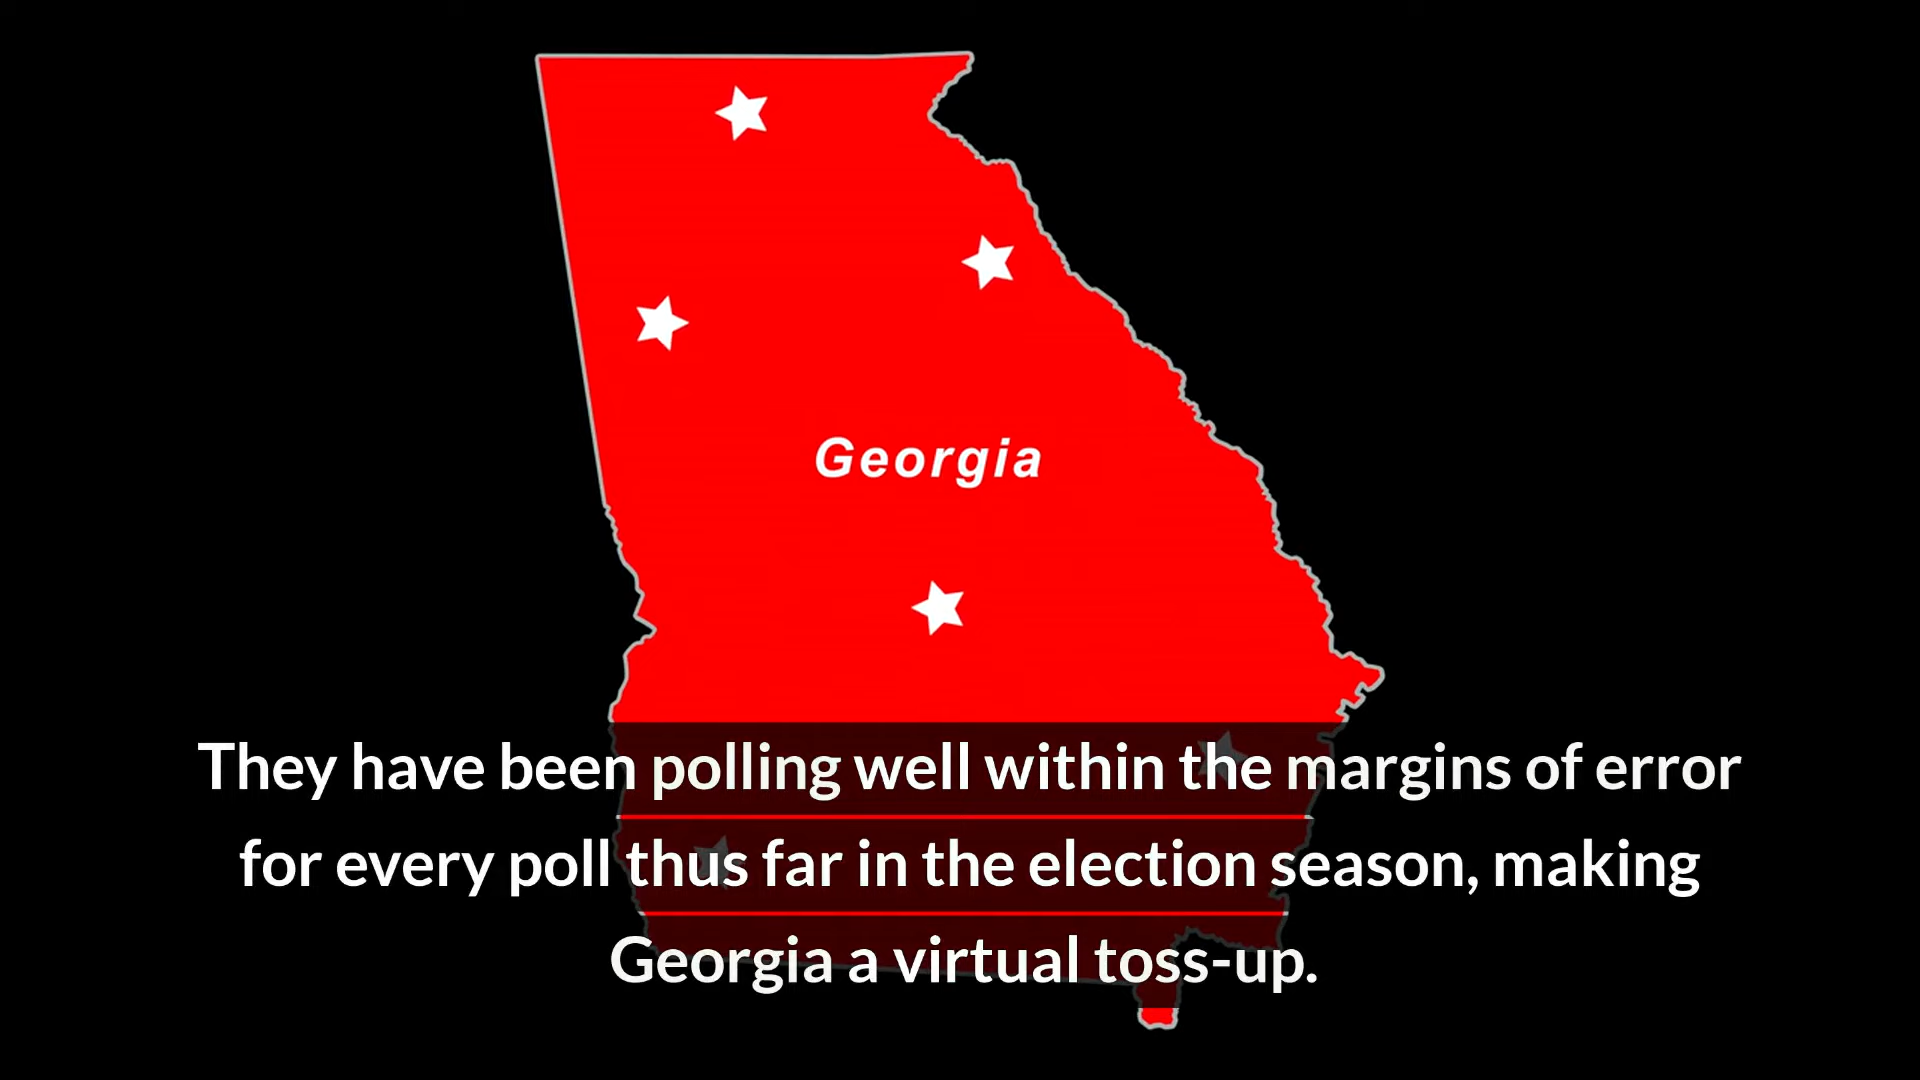 Georgia
They have been polling well within the margins of error
for every poll thus far in the election season, making
Georgia a virtual toss-up.